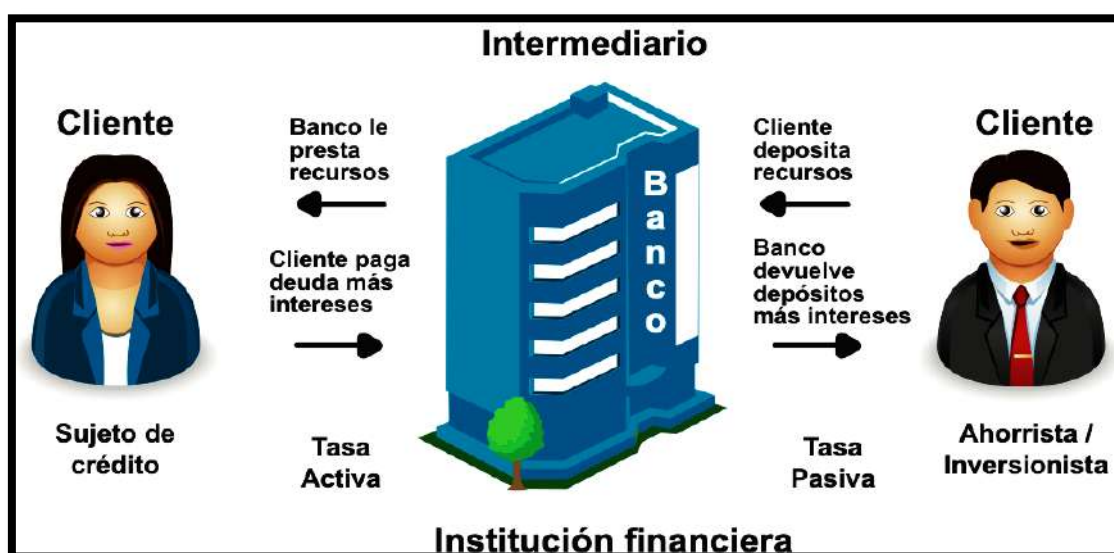 Intermediario
Cliente
Banco le
presta
recursos
Cliente paga
deuda más
intereses
Sujeto de
crédito
Tasa
Activa
Banco
Cliente
deposita
recursos
Banco
devuelve
depósitos
más intereses
Tasa
Pasiva
Cliente
Ahorrista /
Inversionista
Institución financiera